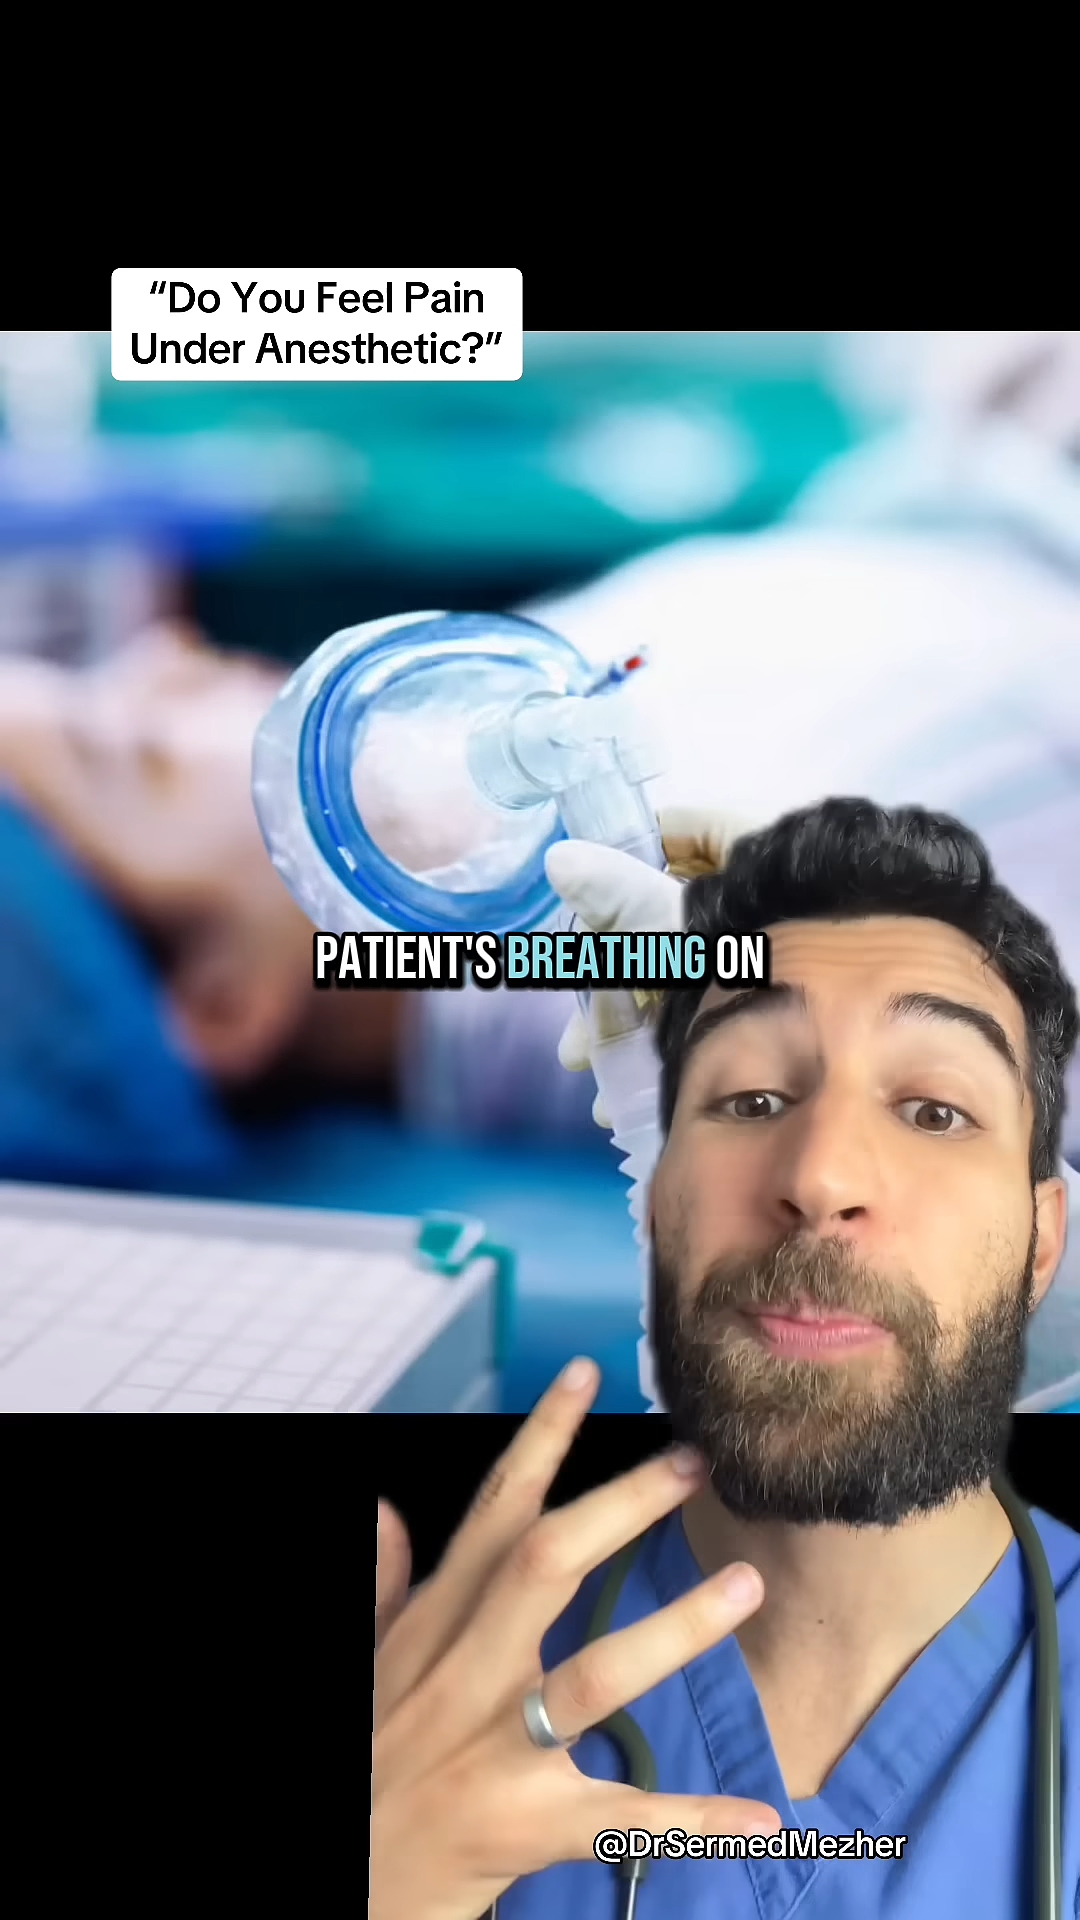 “Do You Feel Pain
Under Anesthetic?”
PATIENT'S BREATHING ON
@DrSermedMezher